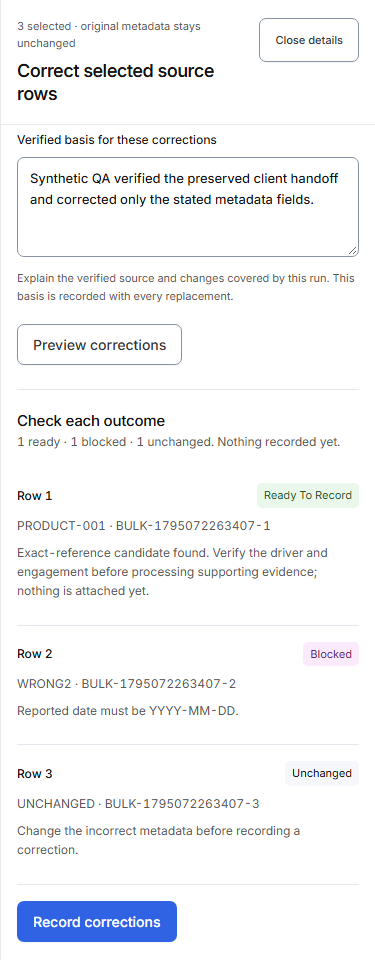 3 selected · original metadata stays
unchanged
Close details
Correct selected source
rows
Verified basis for these corrections
Synthetic QA verified the preserved client handoff
and corrected only the stated metadata fields.
Explain the verified source and changes covered by this run. This
basis is recorded with every replacement.
Preview corrections
Check each outcome
1 ready · 1 blocked · 1 unchanged. Nothing recorded yet.
Row 1
Ready To Record
PRODUCT-001 · BULK-1795072263407-1
Exact-reference candidate found. Verify the driver and
engagement before processing supporting evidence;
nothing is attached yet.
Row 2
Blocked
WRONG2 · BULK-1795072263407-2
Reported date must be YYYY-MM-DD.
Row 3
Unchanged
UNCHANGED · BULK-1795072263407-3
Change the incorrect metadata before recording a
correction.
Record corrections